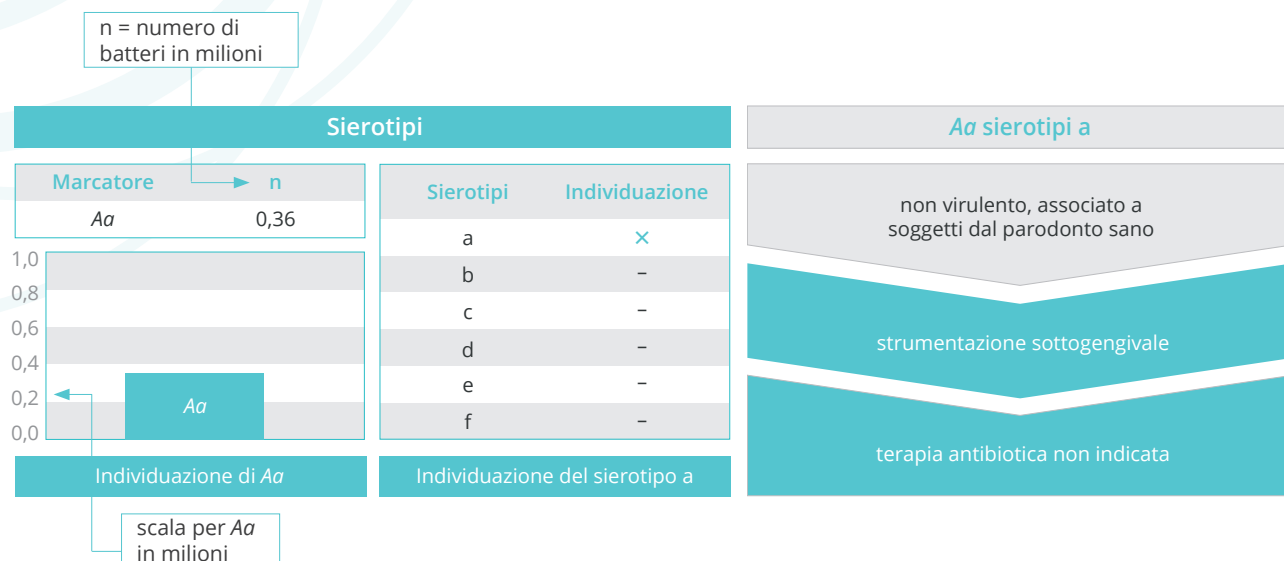 n = numero di
batteri in milioni
Sierotipi
Marcatore n
Aa 0,36
1,0
0,8
0,6
0,4
0,2
0,0
Aa
Individuazione di Aa
scala per Aa
in milioni
Sierotipi Individuazione
a ×
b –
c –
d –
e –
f –
Individuazione del sierotipo a
Aa sierotipi a
non virulento, associato a
soggetti dal parodonto sano
strumentazione sottogengivale
terapia antibiotica non indicata